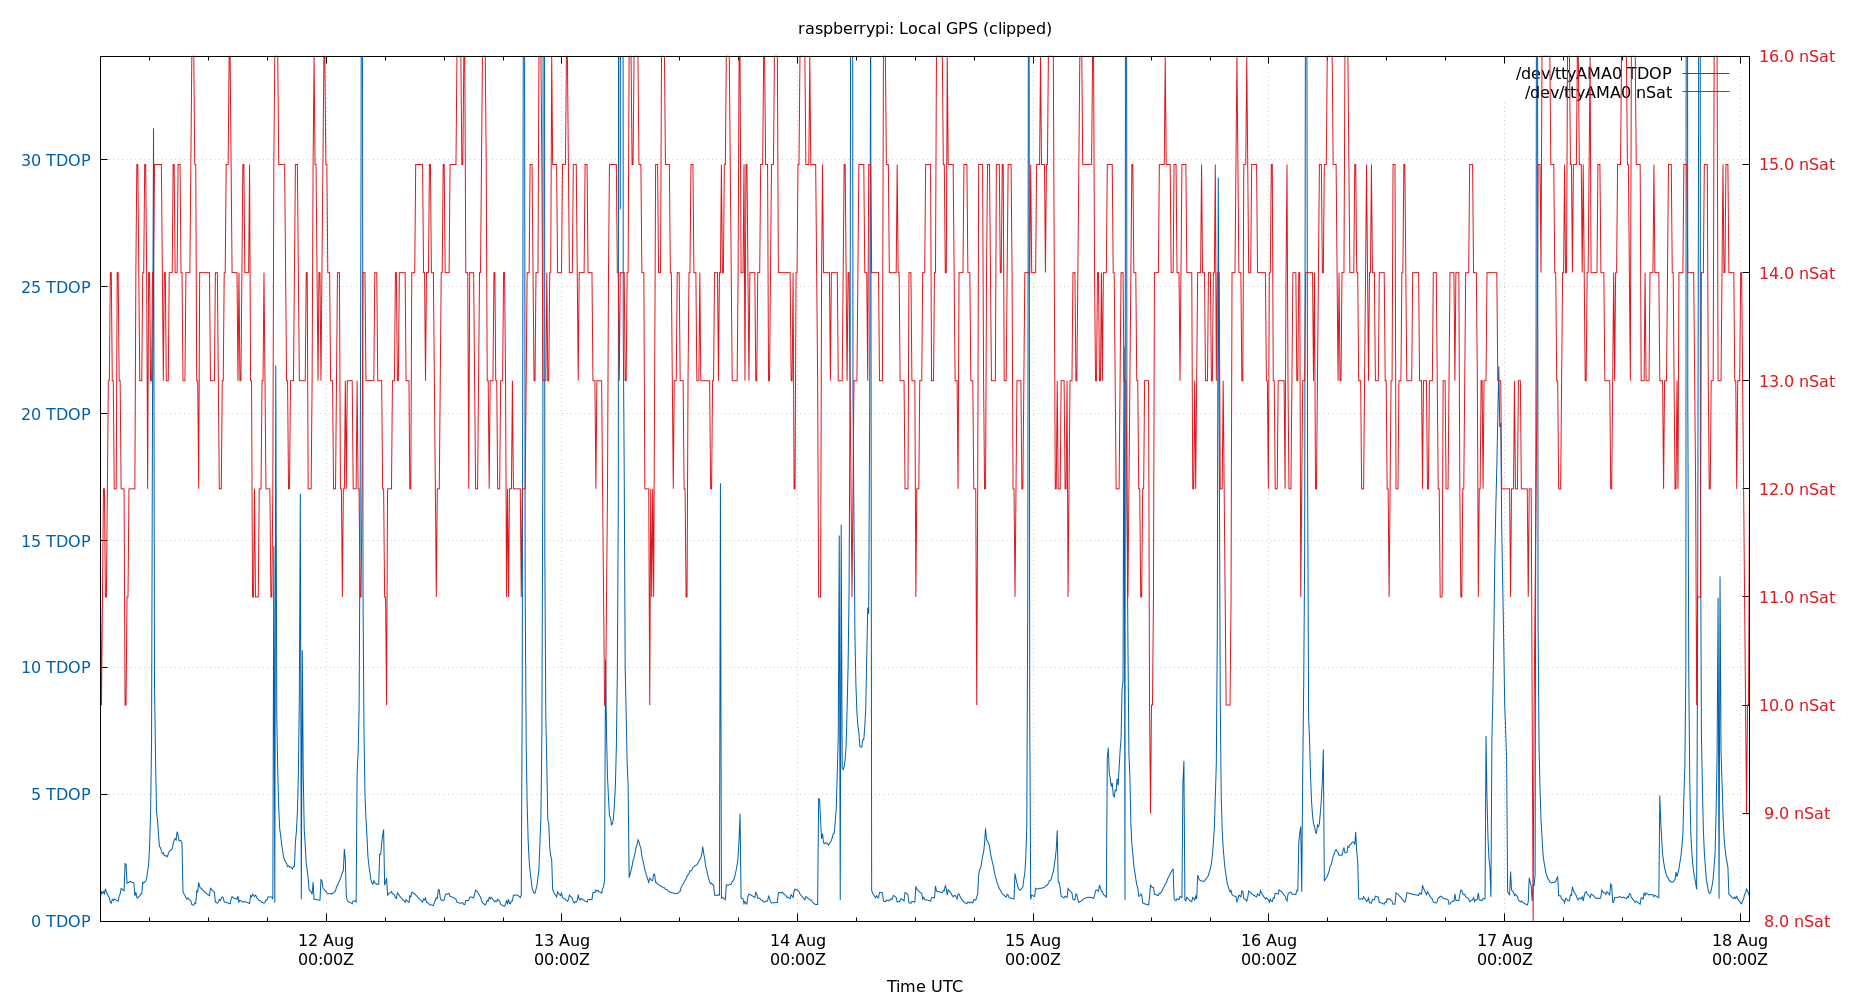 raspberrypi: Local GPS (clipped)
/dev/ttyAMA0 TDOP
/dev/ttyAMA0 nSat
30 TDOP
25 TDOP
20 TDOP
15 TDOP
10 TDOP
5 TDOP
0 TDOP
16.0 nSat
15.0 nSat
14.0 nSat
13.0 nSat
12.0 nSat
11.0 nSat
10.0 nSat
9.0 nSat
8.0 nSat
12 Aug
00:00Z
13 Aug
00:00Z
14 Aug
00:00Z
15 Aug
00:00Z
16 Aug
00:00Z
17 Aug
00:00Z
18 Aug
00:00Z
Time UTC